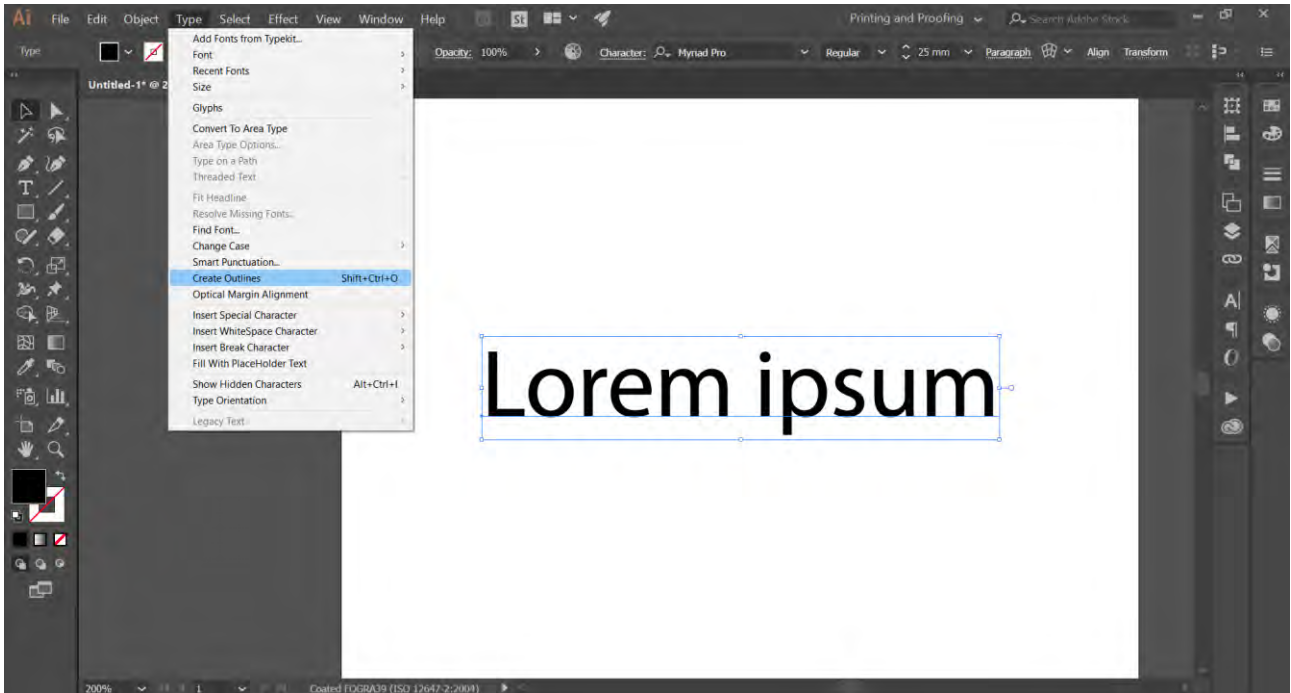 Ai File Edit Object Type Select Effect View Window Help St Printing and Proofing Search Adobe Stock
Type Opacity: 100% Character: Myriad Pro Regular 25 mm Paragraph Align Transform
Untitled-1* @ 2
Add Fonts from Typekit...
Font
Recent Fonts
Size
Glyphs
Convert To Area Type
Area Type Options...
Type on a Path
Threaded Text
Fit Headline
Resolve Missing Fonts...
Find Font...
Change Case
Smart Punctuation...
Create Outlines Shift+Ctrl+O
Optical Margin Alignment
Insert Special Character
Insert WhiteSpace Character
Insert Break Character
Fill With PlaceHolder Text
Show Hidden Characters Alt+Ctrl+I
Type Orientation
Legacy Text
Lorem ipsum
200% 1 Coated FOGRA39 (ISO 12647-2:2004)